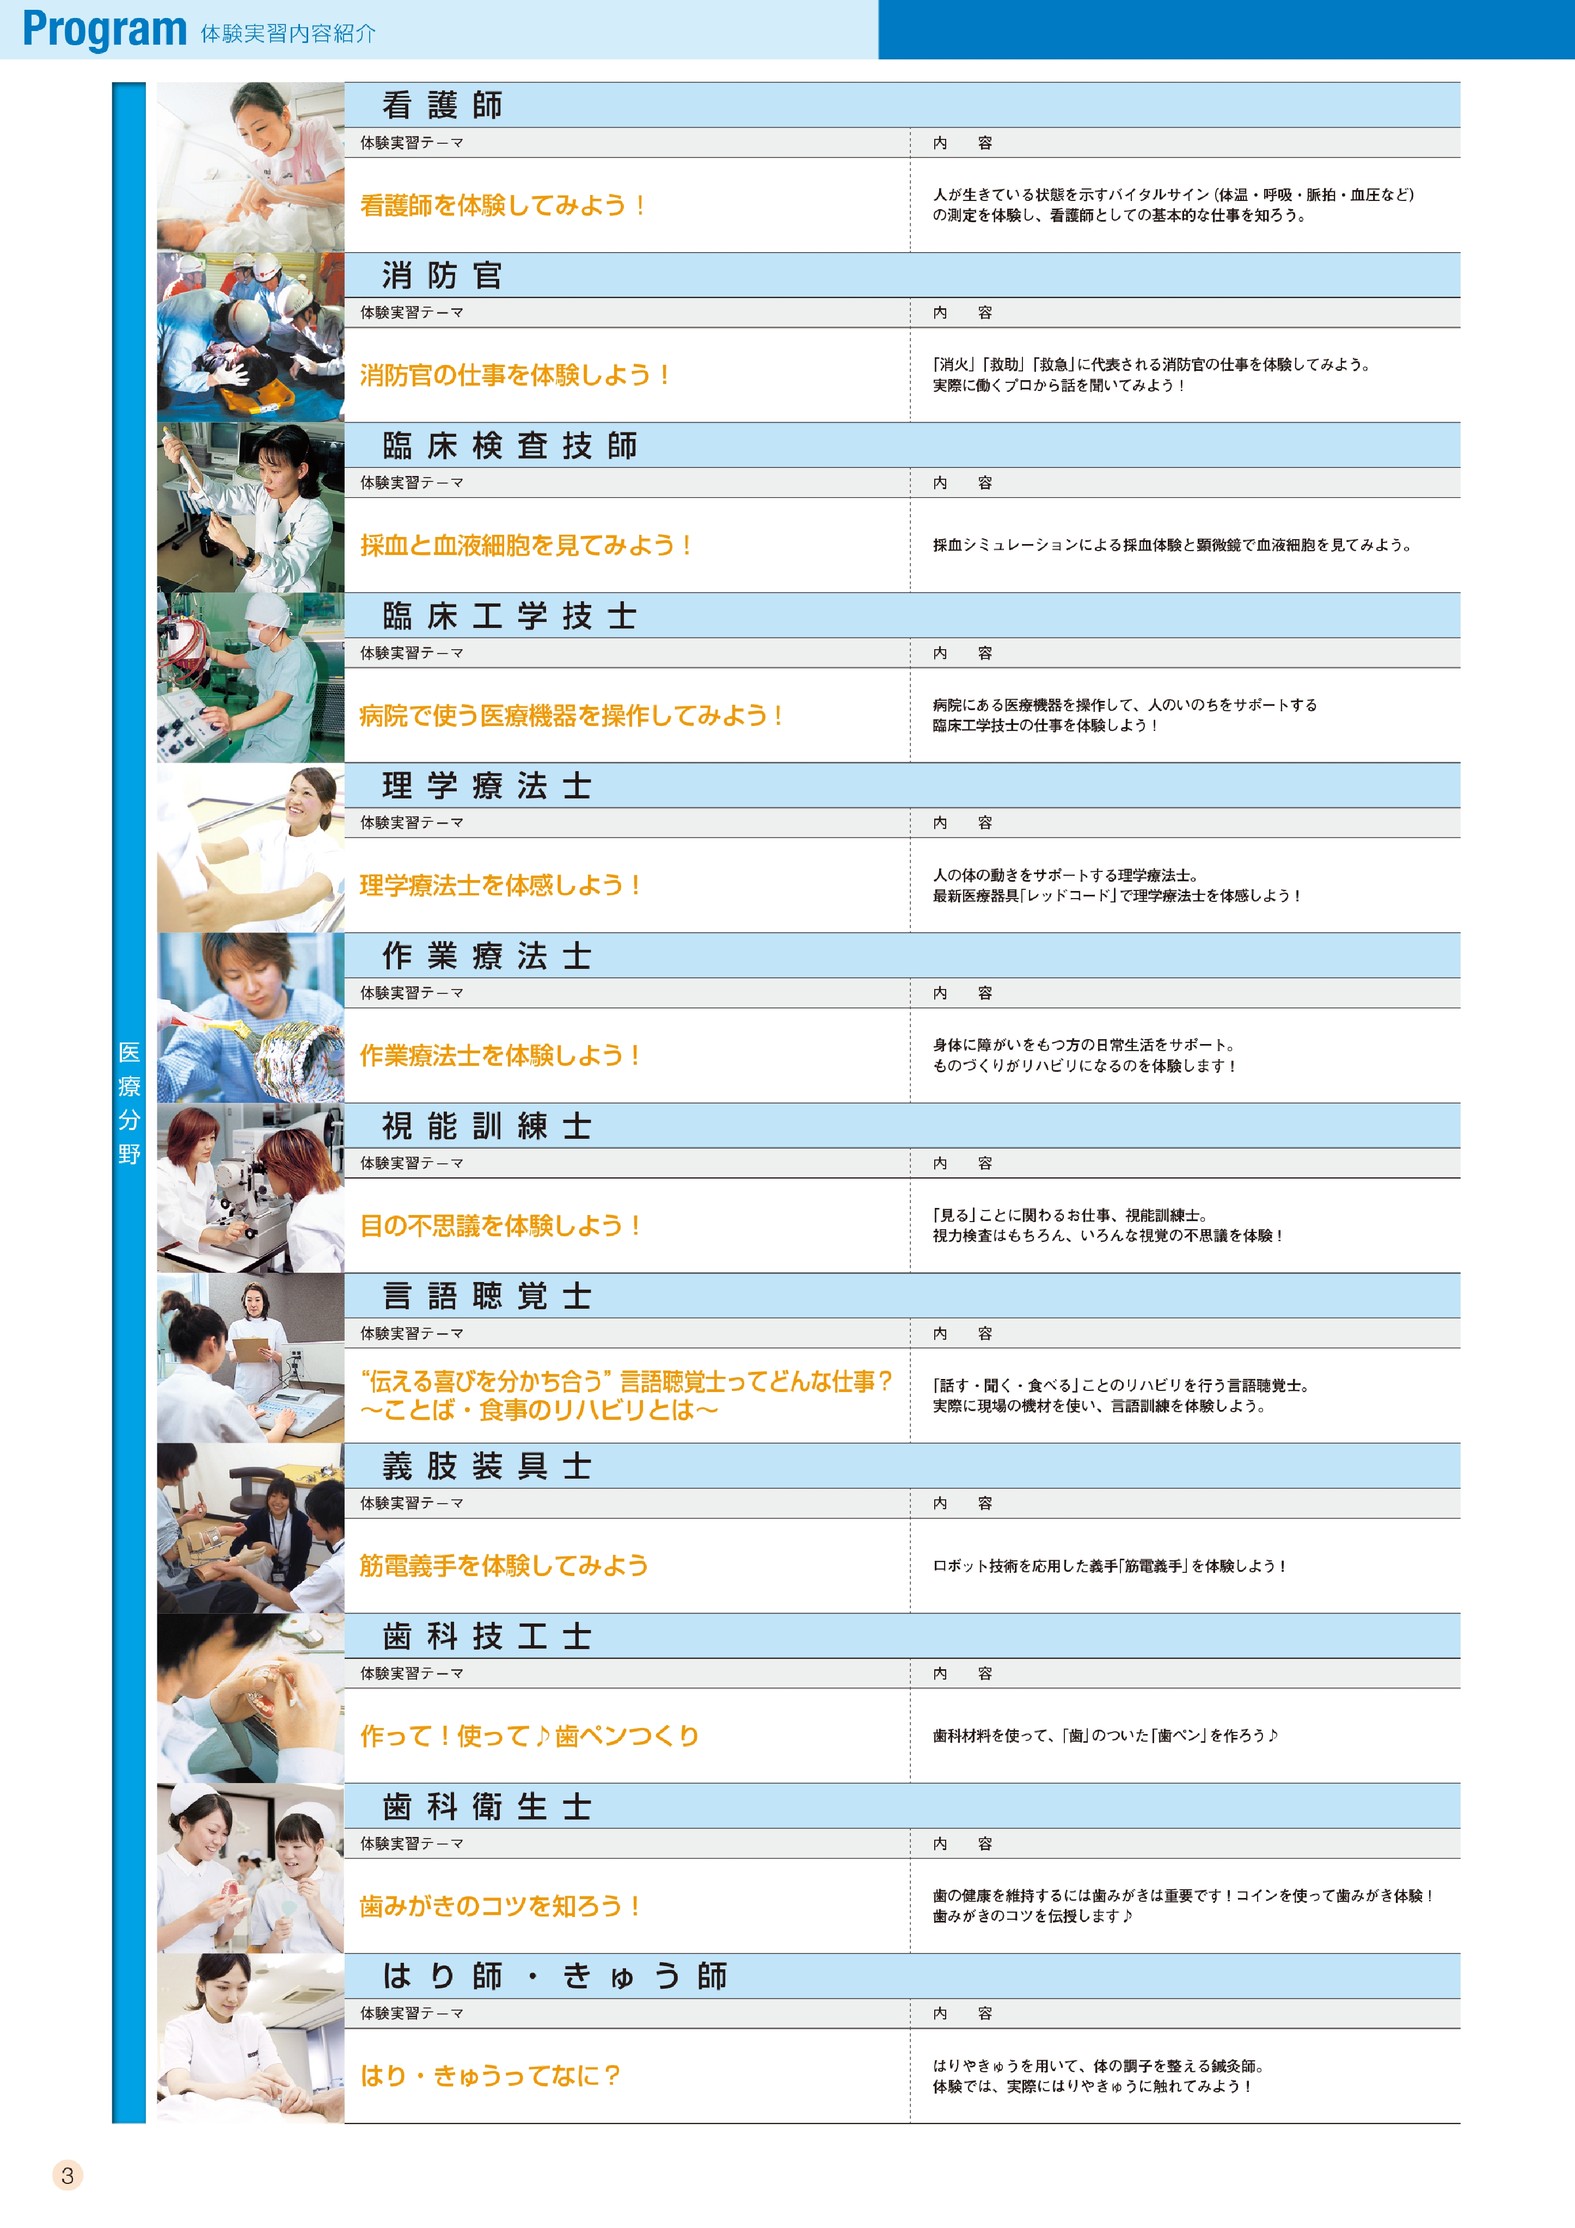 Program 体験実習内容紹介
医療分野
看護師
体験実習テーマ 内容
看護師を体験してみよう！
人が生きている状態を示すバイタルサイン（体温・呼吸・脈拍・血圧など）
の測定を体験し、看護師としての基本的な仕事を知ろう。
消防官
体験実習テーマ 内容
消防官の仕事を体験しよう！
「消火」「救助」「救急」に代表される消防官の仕事を体験してみよう。
実際に働くプロから話を聞いてみよう！
臨床検査技師
体験実習テーマ 内容
採血と血液細胞を見てみよう！
採血シミュレーションによる採血体験と顕微鏡で血液細胞を見てみよう。
臨床工学技士
体験実習テーマ 内容
病院で使う医療機器を操作してみよう！
病院にある医療機器を操作して、人のいのちをサポートする
臨床工学技士の仕事を体験しよう！
理学療法士
体験実習テーマ 内容
理学療法士を体感しよう！
人の体の動きをサポートする理学療法士。
最新医療器具「レッドコード」で理学療法士を体感しよう！
作業療法士
体験実習テーマ 内容
作業療法士を体験しよう！
身体に障がいをもつ方の日常生活をサポート。
ものづくりがリハビリになるのを体験します！
視能訓練士
体験実習テーマ 内容
目の不思議を体験しよう！
「見る」ことに関わるお仕事、視能訓練士。
視力検査はもちろん、いろんな視覚の不思議を体験！
言語聴覚士
体験実習テーマ 内容
“伝える喜びを分かち合う”言語聴覚士ってどんな仕事？
～ことば・食事のリハビリとは～
「話す・聞く・食べる」ことのリハビリを行う言語聴覚士。
実際に現場の機材を使い、言語訓練を体験しよう。
義肢装具士
体験実習テーマ 内容
筋電義手を体験してみよう
ロボット技術を応用した義手「筋電義手」を体験しよう！
歯科技工士
体験実習テーマ 内容
作って！使って♪歯ペンつくり
歯科材料を使って、「歯」のついた「歯ペン」を作ろう♪
歯科衛生士
体験実習テーマ 内容
歯みがきのコツを知ろう！
歯の健康を維持するには歯みがきは重要です！コインを使って歯みがき体験！
歯みがきのコツを伝授します♪
はり師・きゅう師
体験実習テーマ 内容
はり・きゅうってなに？
はりやきゅうを用いて、体の調子を整える鍼灸師。
体験では、実際にはりやきゅうに触れてみよう！
3